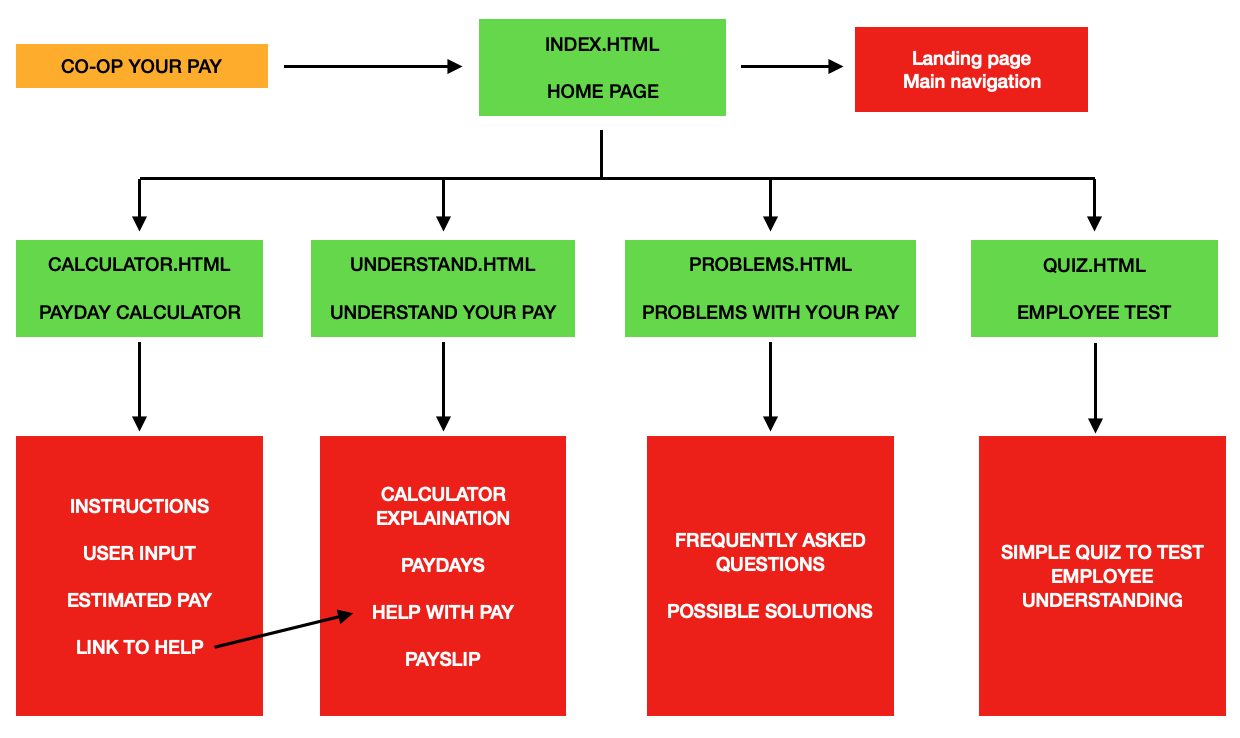 CO-OP YOUR PAY
INDEX.HTML
HOME PAGE
Landing page
Main navigation
CALCULATOR.HTML
PAYDAY CALCULATOR
UNDERSTAND.HTML
UNDERSTAND YOUR PAY
PROBLEMS.HTML
PROBLEMS WITH YOUR PAY
QUIZ.HTML
EMPLOYEE TEST
INSTRUCTIONS
USER INPUT
ESTIMATED PAY
LINK TO HELP
CALCULATOR
EXPLAINATION
PAYDAYS
HELP WITH PAY
PAYSLIP
FREQUENTLY ASKED
QUESTIONS
POSSIBLE SOLUTIONS
SIMPLE QUIZ TO TEST
EMPLOYEE
UNDERSTANDING